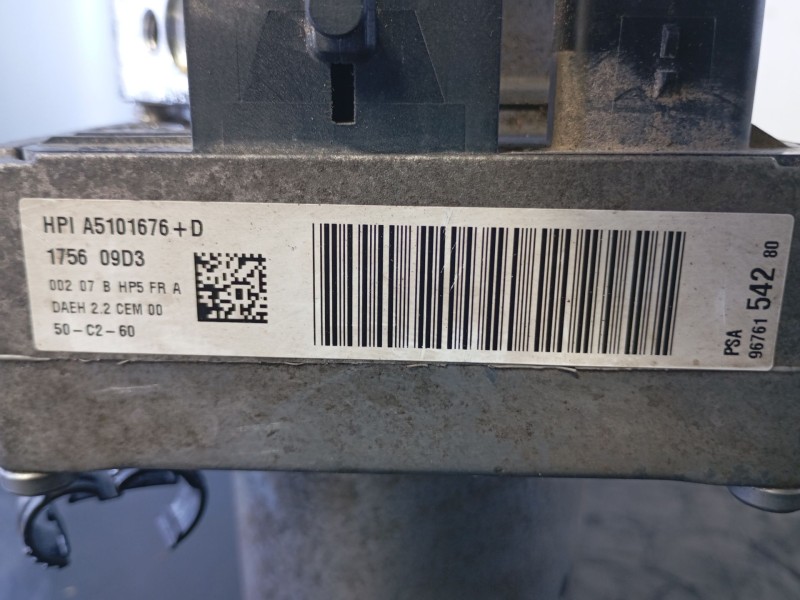 HPI A5101676+D
1756 09D3
002 07 B HP5 FR A
DAEH 2.2 CEM 00
50-C2-60
PSA
96761 542 80